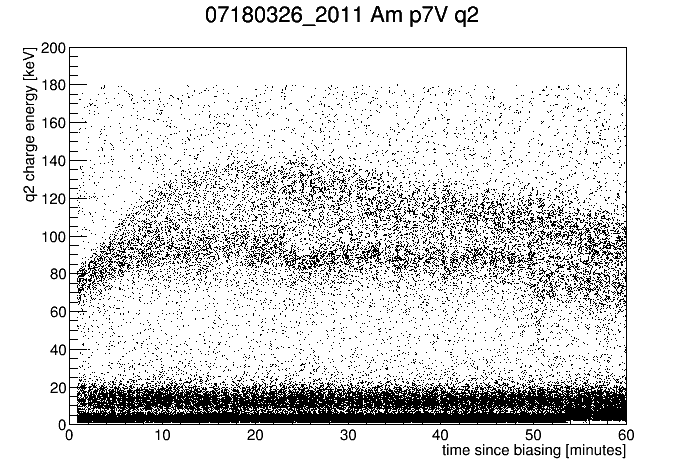 07180326_2011 Am p7V q2
q2 charge energy [keV]
200
180
160
140
120
100
80
60
40
20
0
0 10 20 30 40 50 60
time since biasing [minutes]